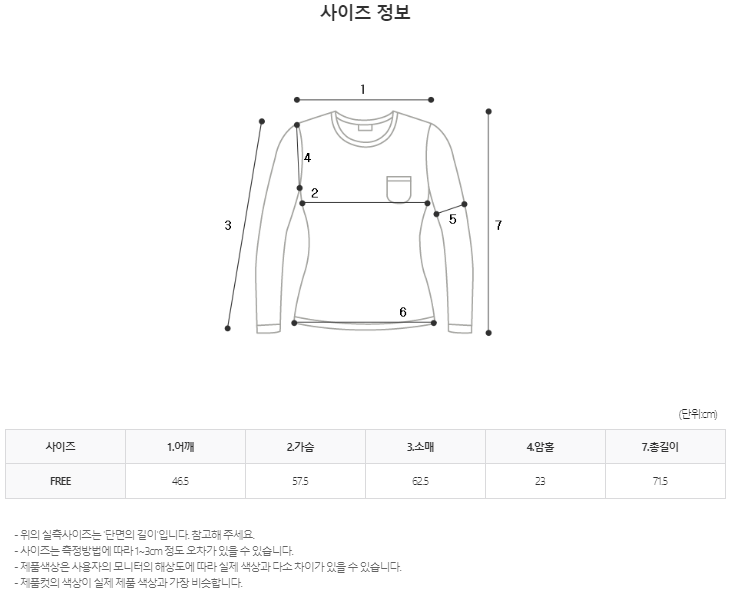 사이즈 정보
1
4
2
3
5
7
6
(단위:cm)
사이즈 1.어깨 2.가슴 3.소매 4.암홀 7.총길이
FREE 46.5 57.5 62.5 23 71.5
- 위의 실측사이즈는 '단면의 길이'입니다. 참고해 주세요.
- 사이즈는 측정방법에 따라 1~3cm 정도 오차가 있을 수 있습니다.
- 제품색상은 사용자의 모니터의 해상도에 따라 실제 색상과 다소 차이가 있을 수 있습니다.
- 제품컷의 색상이 실제 제품 색상과 가장 비슷합니다.